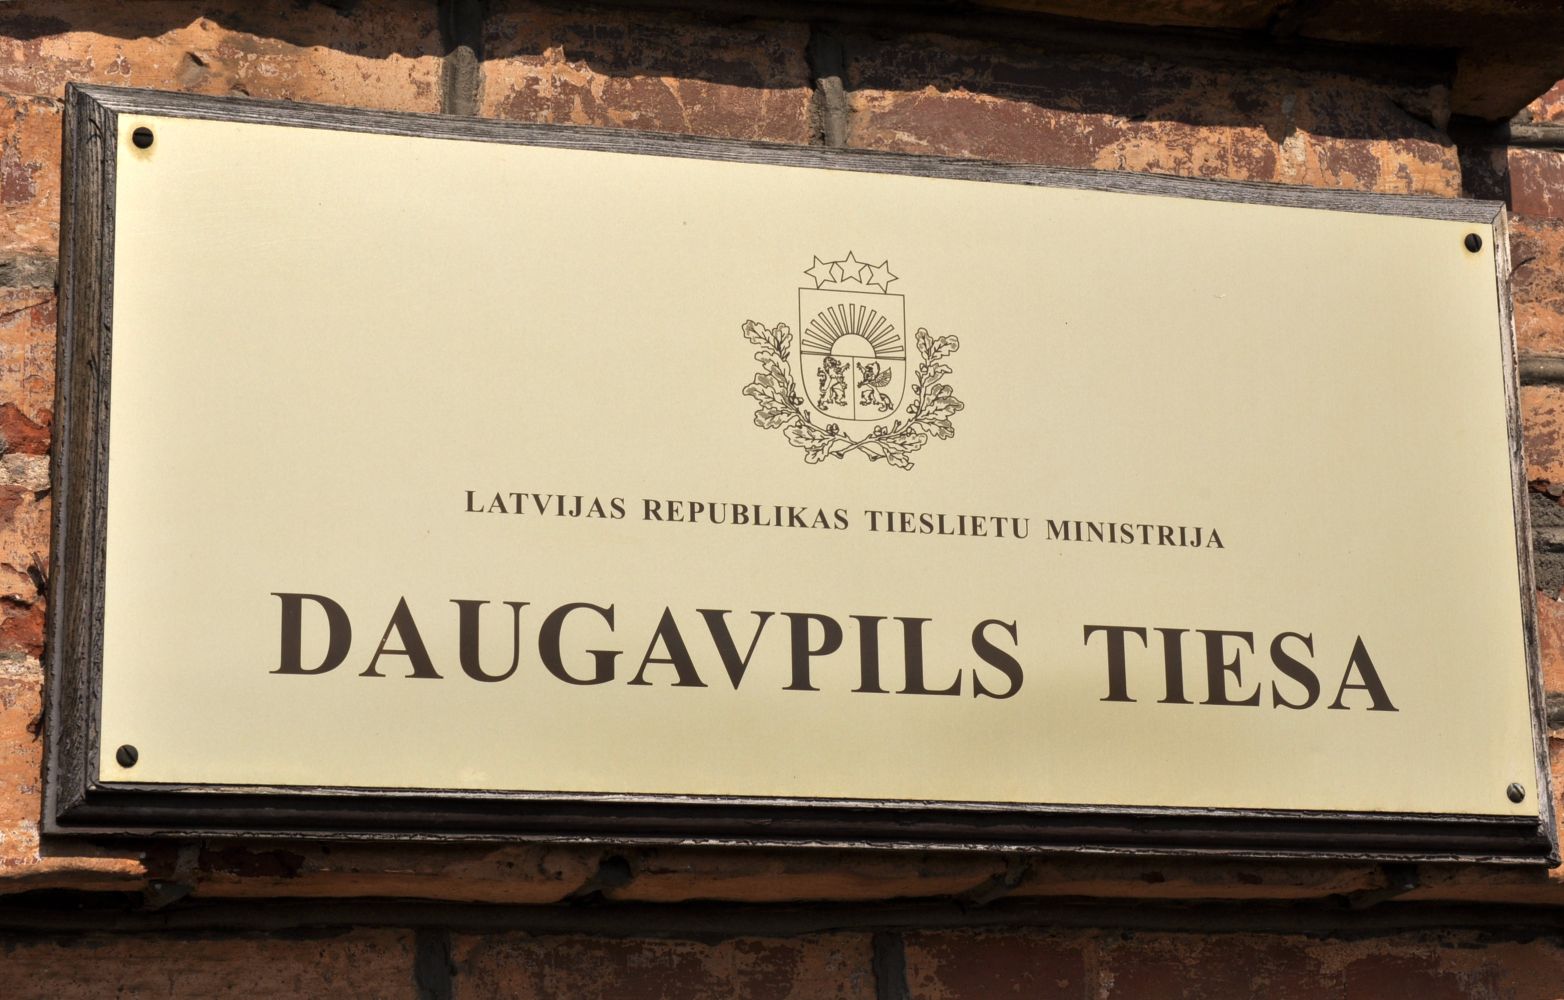 LATVIJAS REPUBLIKAS TIESLIETU MINISTRIJA
DAUGAVPILS TIESA